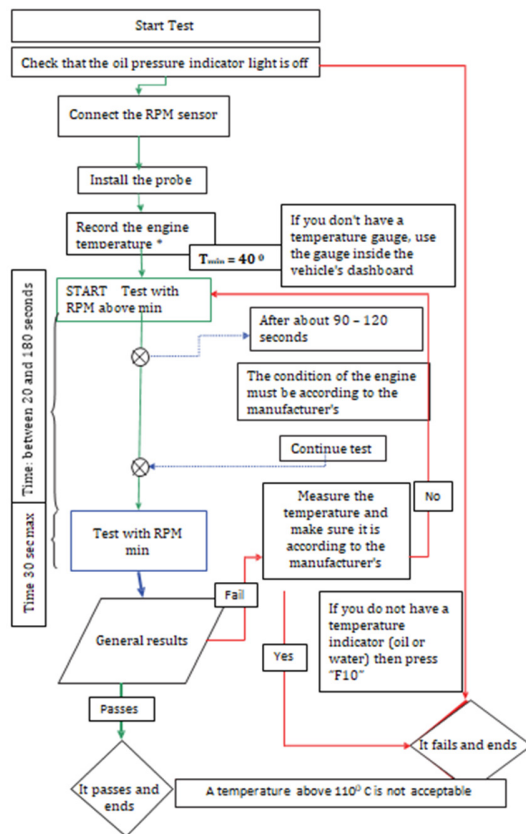 Start Test
Check that the oil pressure indicator light is off
Connect the RPM sensor
Install the probe
Record the engine
temperature *
Tmin = 40 ⁰
If you don't have a
temperature gauge, use
the gauge inside the
vehicle's dashboard
START Test with
RPM above min
After about 90 – 120
seconds
The condition of the engine
must be according to the
manufacturer's
Continue test
Time: between 20 and 180 seconds
Time 30 sec max
Test with RPM
min
Measure the
temperature and
make sure it is
according to the
manufacturer's
No
Fail
General results
Yes
If you do not have a
temperature
indicator (oil or
water) then press
"F10"
Passes
It passes and
ends
It fails and ends
A temperature above 110⁰ C is not acceptable